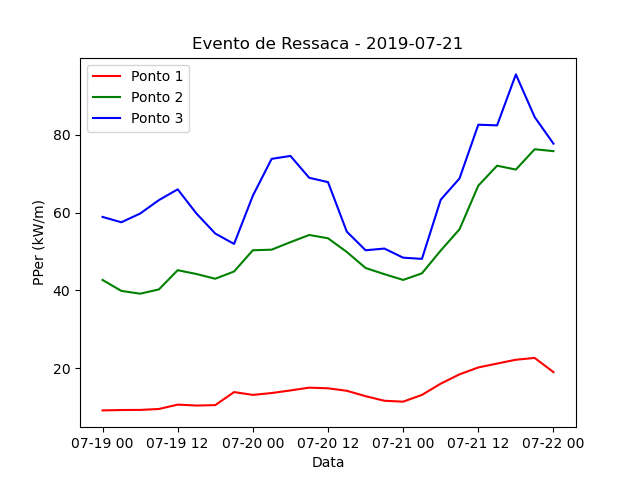 Evento de Ressaca - 2019-07-21
Ponto 1
Ponto 2
Ponto 3
PPer (kW/m)
80
60
40
20
07-19 00 07-19 12 07-20 00 07-20 12 07-21 00 07-21 12 07-22 00
Data